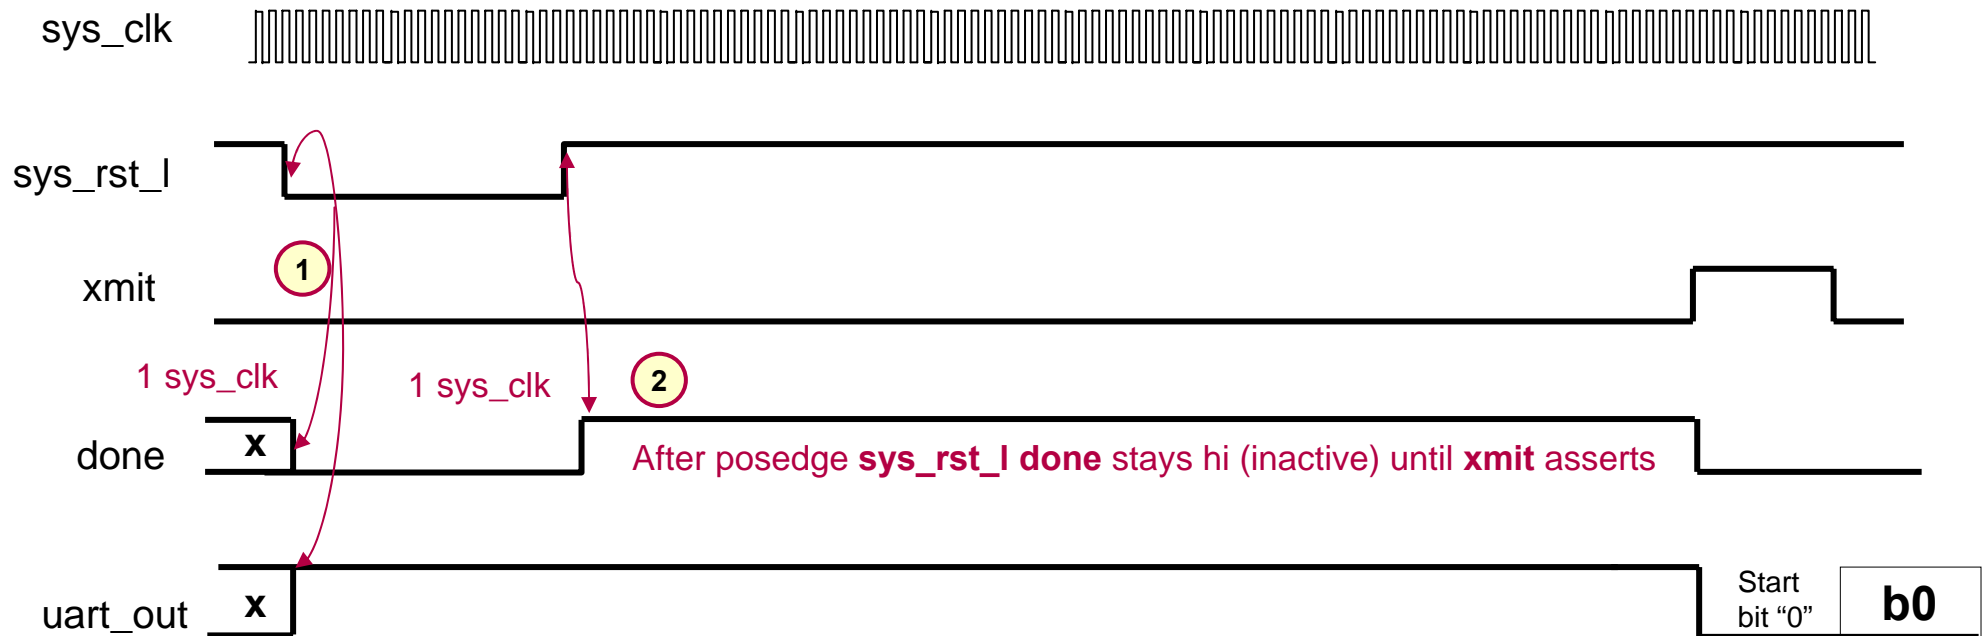 sys_clk
sys_rst_l
1
xmit
1 sys_clk
1 sys_clk
2
done
x
After posedge sys_rst_l done stays hi (inactive) until xmit asserts
uart_out
x
Start
bit “0”
b0